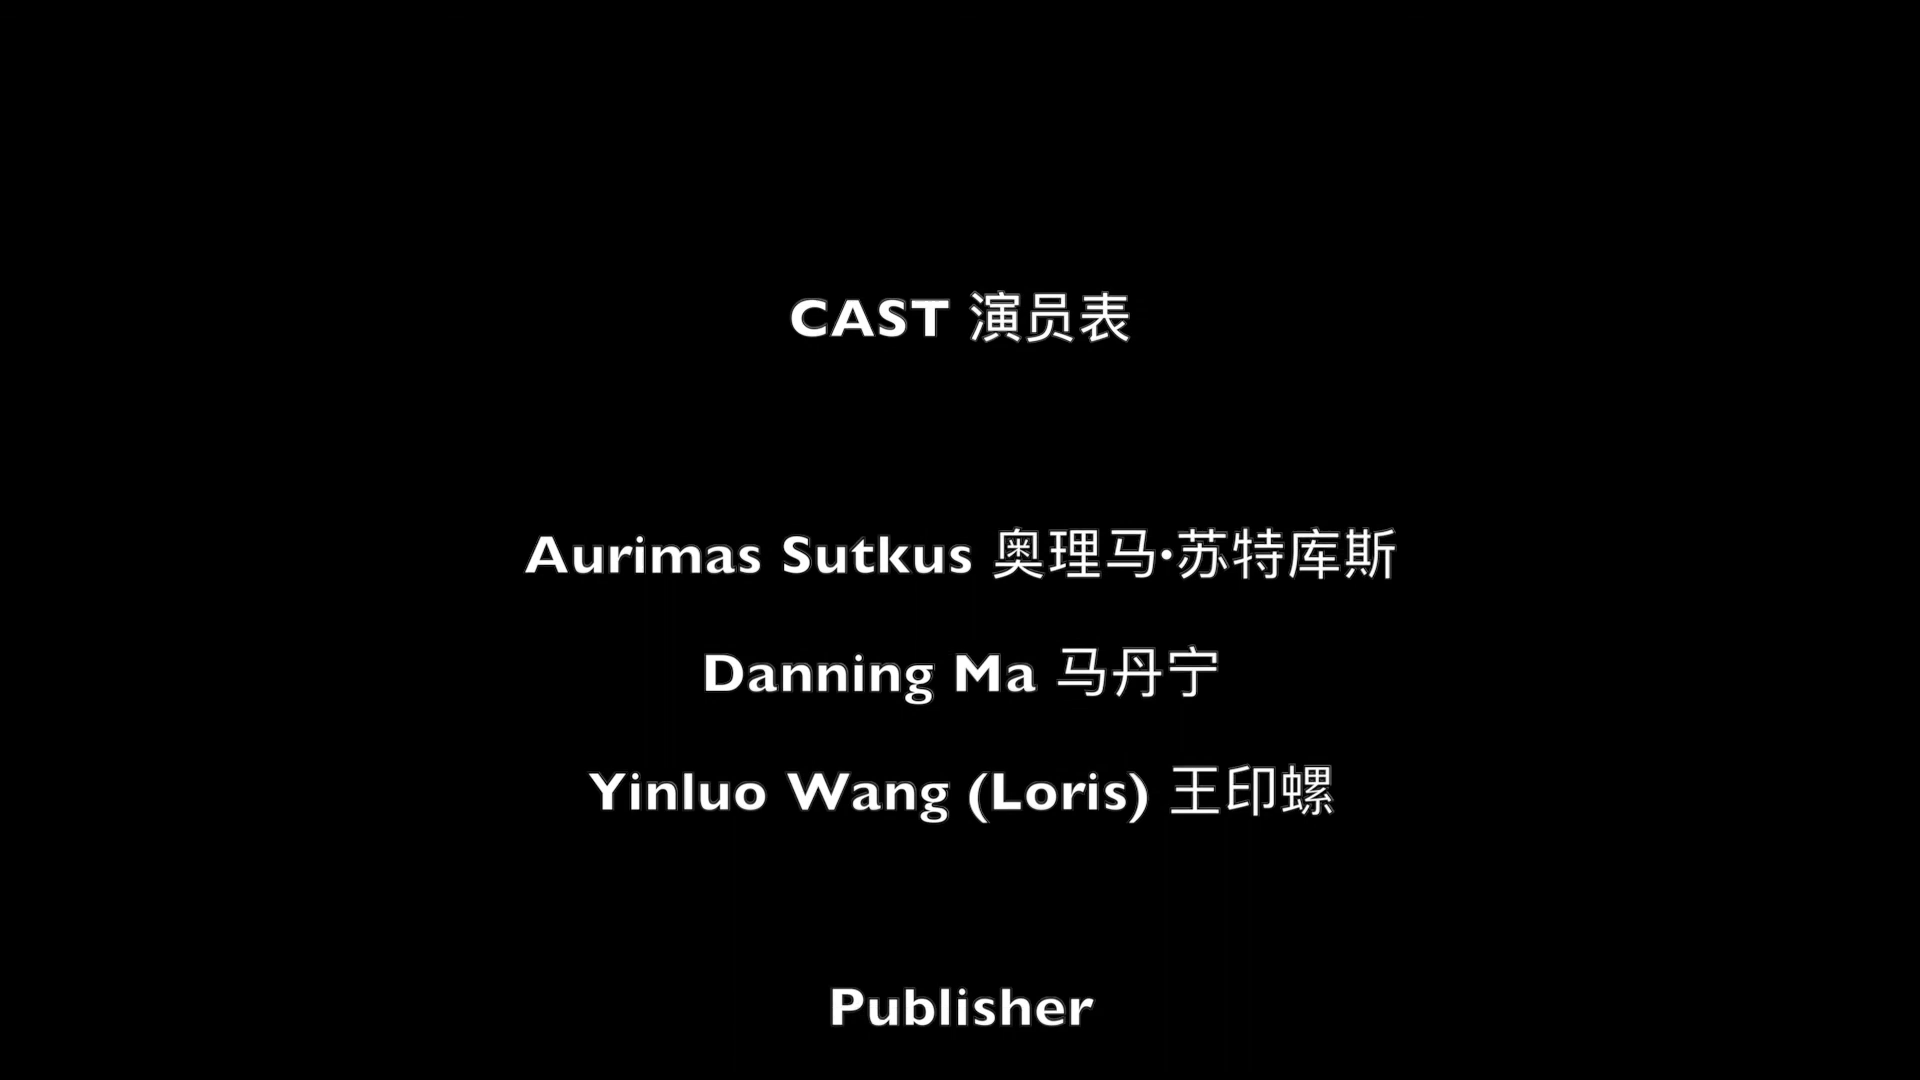 CAST 演员表
Aurimas Sutkus 奥理马·苏特库斯
Danning Ma 马丹宁
Yinluo Wang (Loris) 王印螺
Publisher